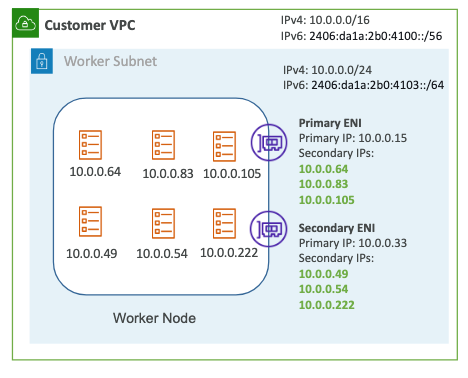 Customer VPC
IPv4: 10.0.0.0/16
IPv6: 2406:da1a:2b0:4100::/56
Worker Subnet
IPv4: 10.0.0.0/24
IPv6: 2406:da1a:2b0:4103::/64
10.0.0.64
10.0.0.83
10.0.0.105
10.0.0.49
10.0.0.54
10.0.0.222
Worker Node
Primary ENI
Primary IP: 10.0.0.15
Secondary IPs:
10.0.0.64
10.0.0.83
10.0.0.105
Secondary ENI
Primary IP: 10.0.0.33
Secondary IPs:
10.0.0.49
10.0.0.54
10.0.0.222